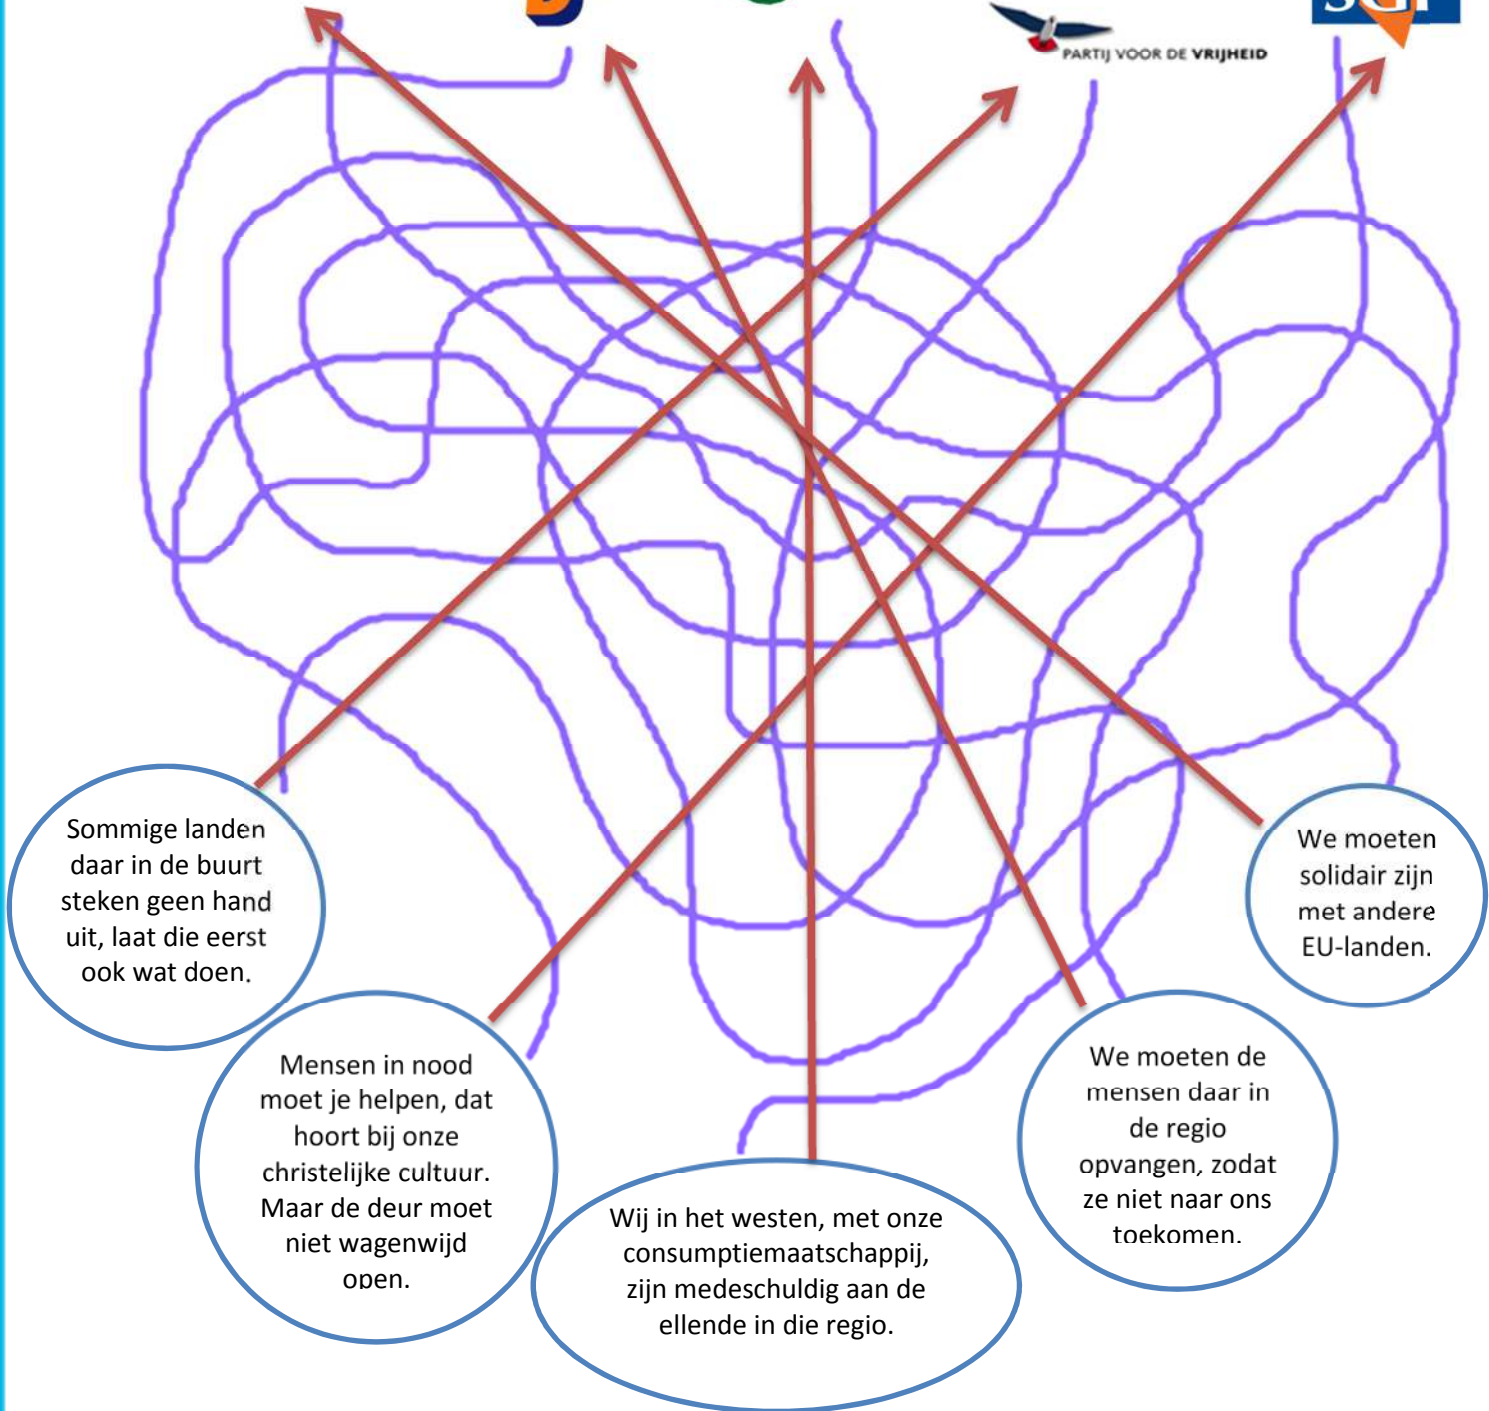 PARTIJ VOOR DE VRIJHEID
SGP
Sommige landen
daar in de buurt
steken geen hand
uit, laat die eerst
ook wat doen.
Mensen in nood
moet je helpen, dat
hoort bij onze
christelijke cultuur.
Maar de deur moet
niet wagenwijd
open.
Wij in het westen, met onze
consumptiemaatschappij,
zijn medeschuldig aan de
ellende in die regio.
We moeten de
mensen daar in
de regio
opvangen, zodat
ze niet naar ons
toekomen.
We moeten
solidair zijn
met andere
EU-landen.